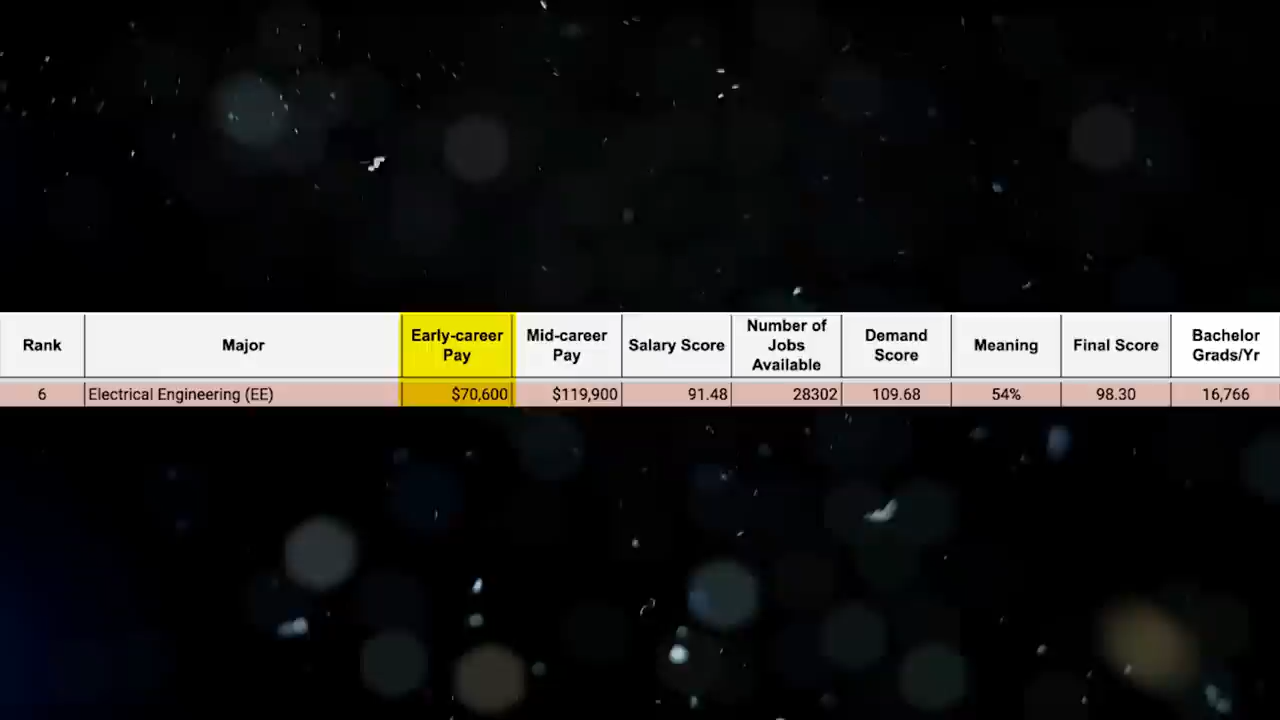 Rank Major Early-career Pay Mid-career Pay Salary Score Number of Jobs Available Demand Score Meaning Final Score Bachelor Grads/Yr
6 Electrical Engineering (EE) $70,600 $119,900 91.48 28302 109.68 54% 98.30 16,766